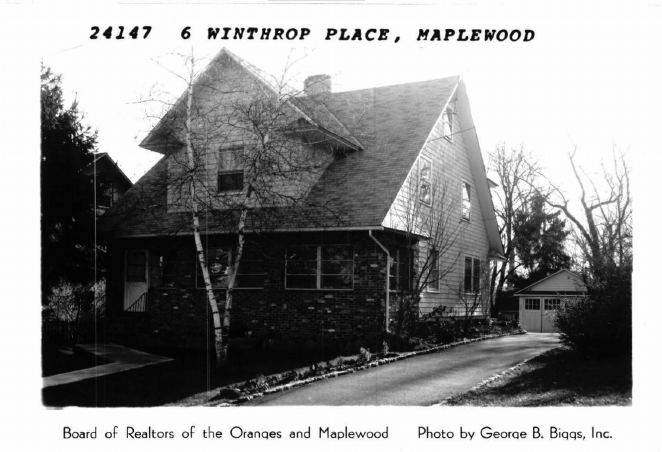 24147 6 WINTHROP PLACE, MAPLEWOOD
Board of Realtors of the Oranges and Maplewood Photo by George B. Biggs, Inc.